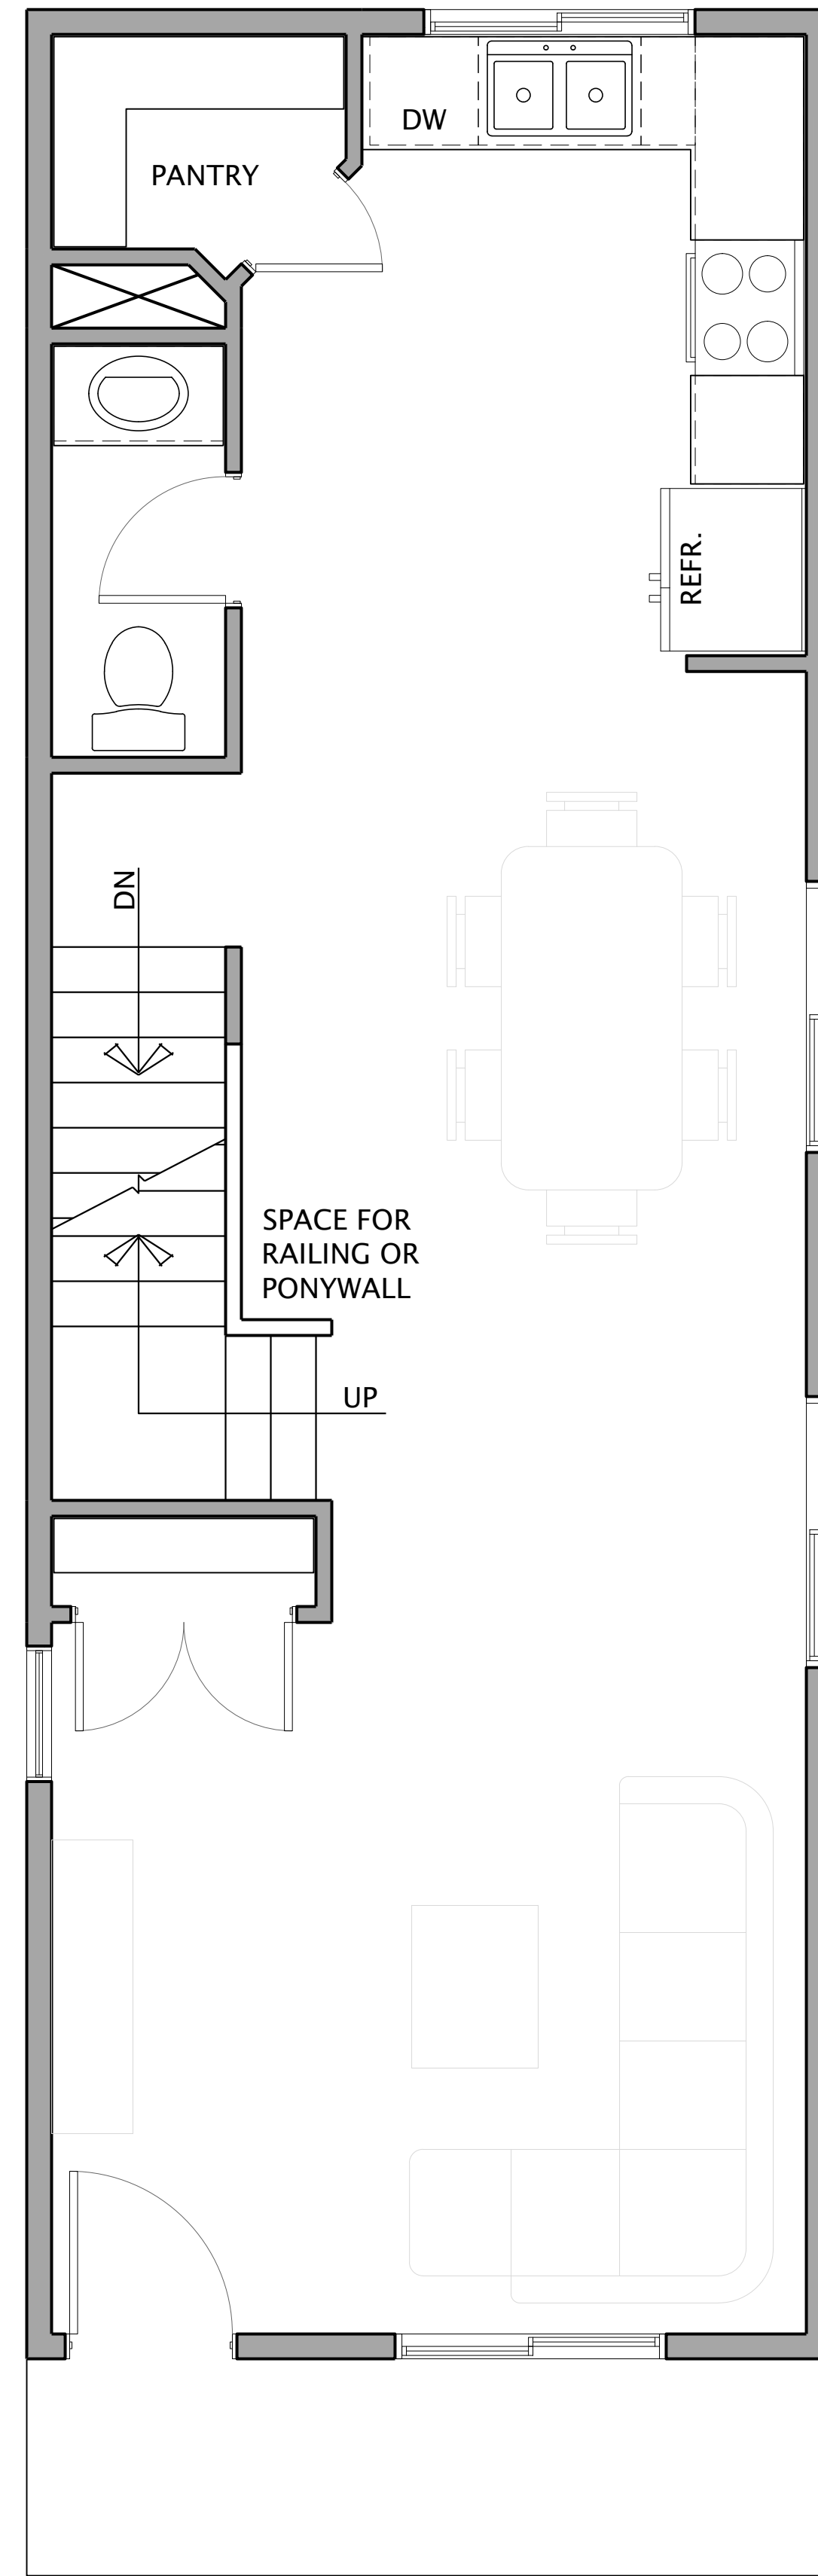 DW
PANTRY
REFR.
DN
SPACE FOR
RAILING OR
PONYWALL
UP